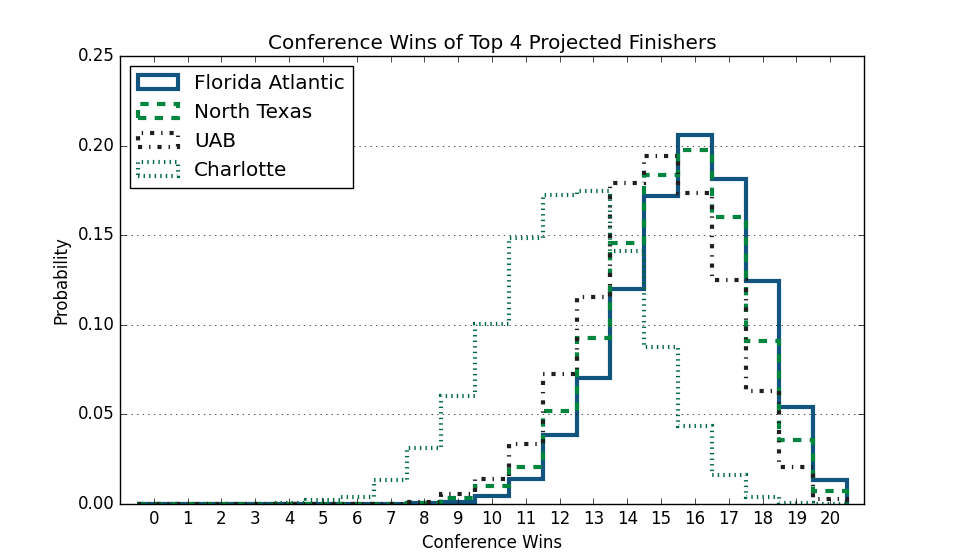 Conference Wins of Top 4 Projected Finishers
0.25
0.20
0.15
0.10
0.05
0.00
Probability
Florida Atlantic
North Texas
UAB
Charlotte
0 1 2 3 4 5 6 7 8 9 10 11 12 13 14 15 16 17 18 19 20
Conference Wins